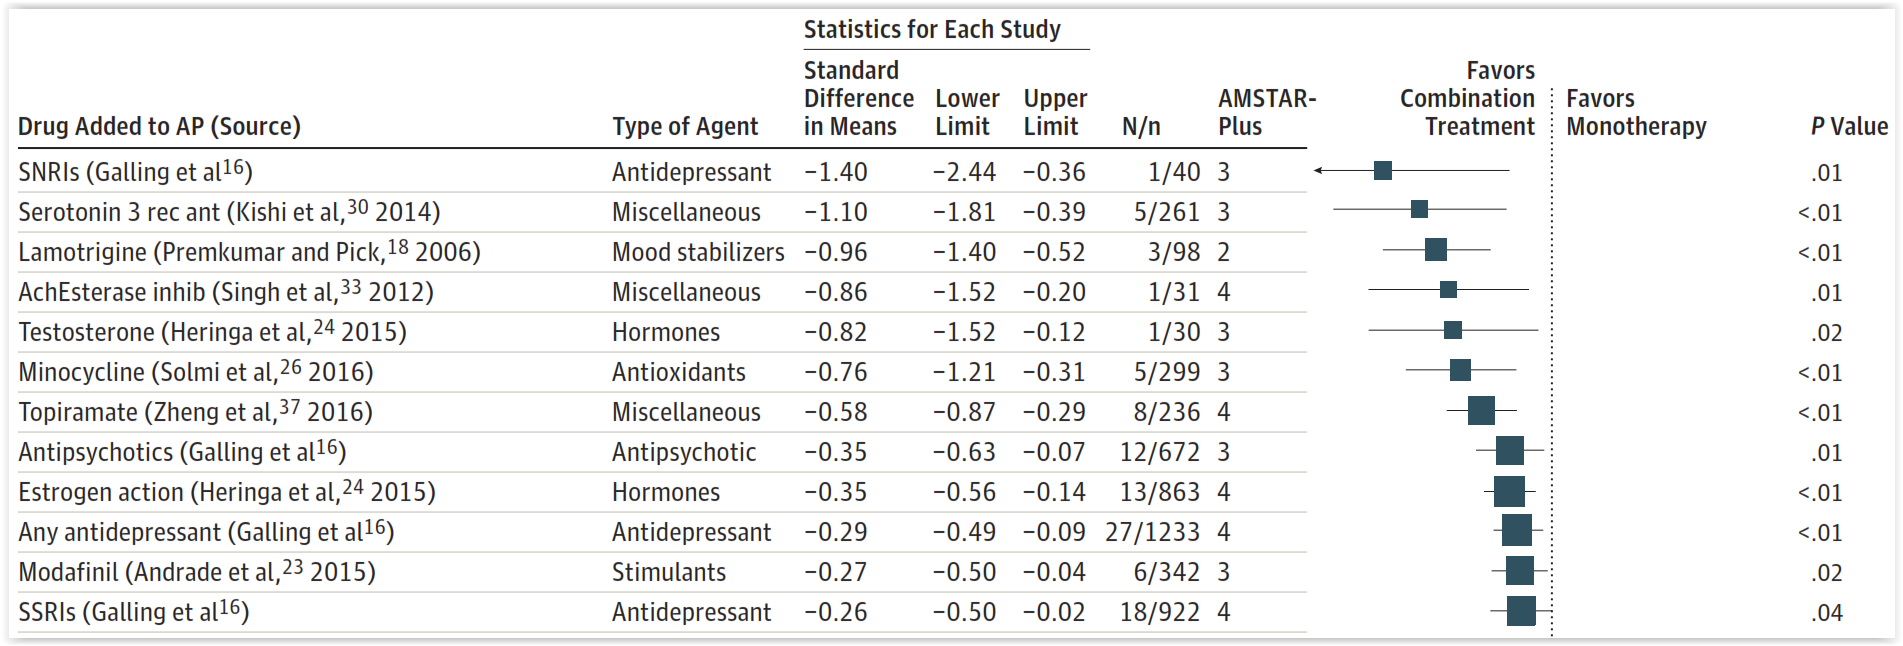 Statistics for Each Study
Drug Added to AP (Source) Type of Agent Standard Difference in Means Lower Limit Upper Limit N/n AMSTAR-Plus Favors Combination Treatment Favors Monotherapy P Value
SNRIs (Galling et al16) Antidepressant −1.40 −2.44 −0.36 1/40 3 .01
Serotonin 3 rec ant (Kishi et al,30 2014) Miscellaneous −1.10 −1.81 −0.39 5/261 3 <.01
Lamotrigine (Premkumar and Pick,18 2006) Mood stabilizers −0.96 −1.40 −0.52 3/98 2 <.01
AchEsterase inhib (Singh et al,33 2012) Miscellaneous −0.86 −1.52 −0.20 1/31 4 .01
Testosterone (Heringa et al,24 2015) Hormones −0.82 −1.52 −0.12 1/30 3 .02
Minocycline (Solmi et al,26 2016) Antioxidants −0.76 −1.21 −0.31 5/299 3 <.01
Topiramate (Zheng et al,37 2016) Miscellaneous −0.58 −0.87 −0.29 8/236 4 <.01
Antipsychotics (Galling et al16) Antipsychotic −0.35 −0.63 −0.07 12/672 3 .01
Estrogen action (Heringa et al,24 2015) Hormones −0.35 −0.56 −0.14 13/863 4 <.01
Any antidepressant (Galling et al16) Antidepressant −0.29 −0.49 −0.09 27/1233 4 <.01
Modafinil (Andrade et al,23 2015) Stimulants −0.27 −0.50 −0.04 6/342 3 .02
SSRIs (Galling et al16) Antidepressant −0.26 −0.50 −0.02 18/922 4 .04